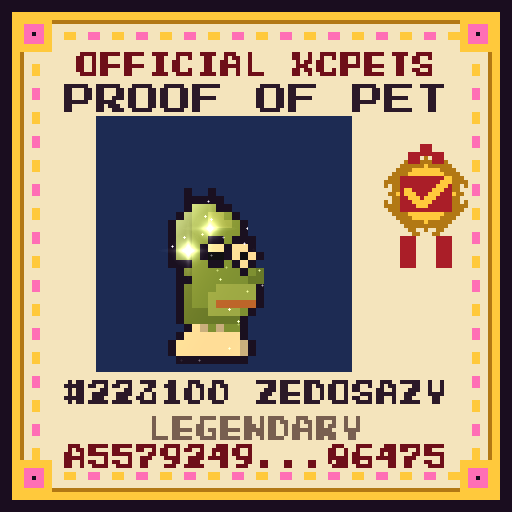 OFFICIAL XCPETS
PROOF OF PET
#223100 ZEDOSAZY
LEGENDARY
A5579249...Q6475